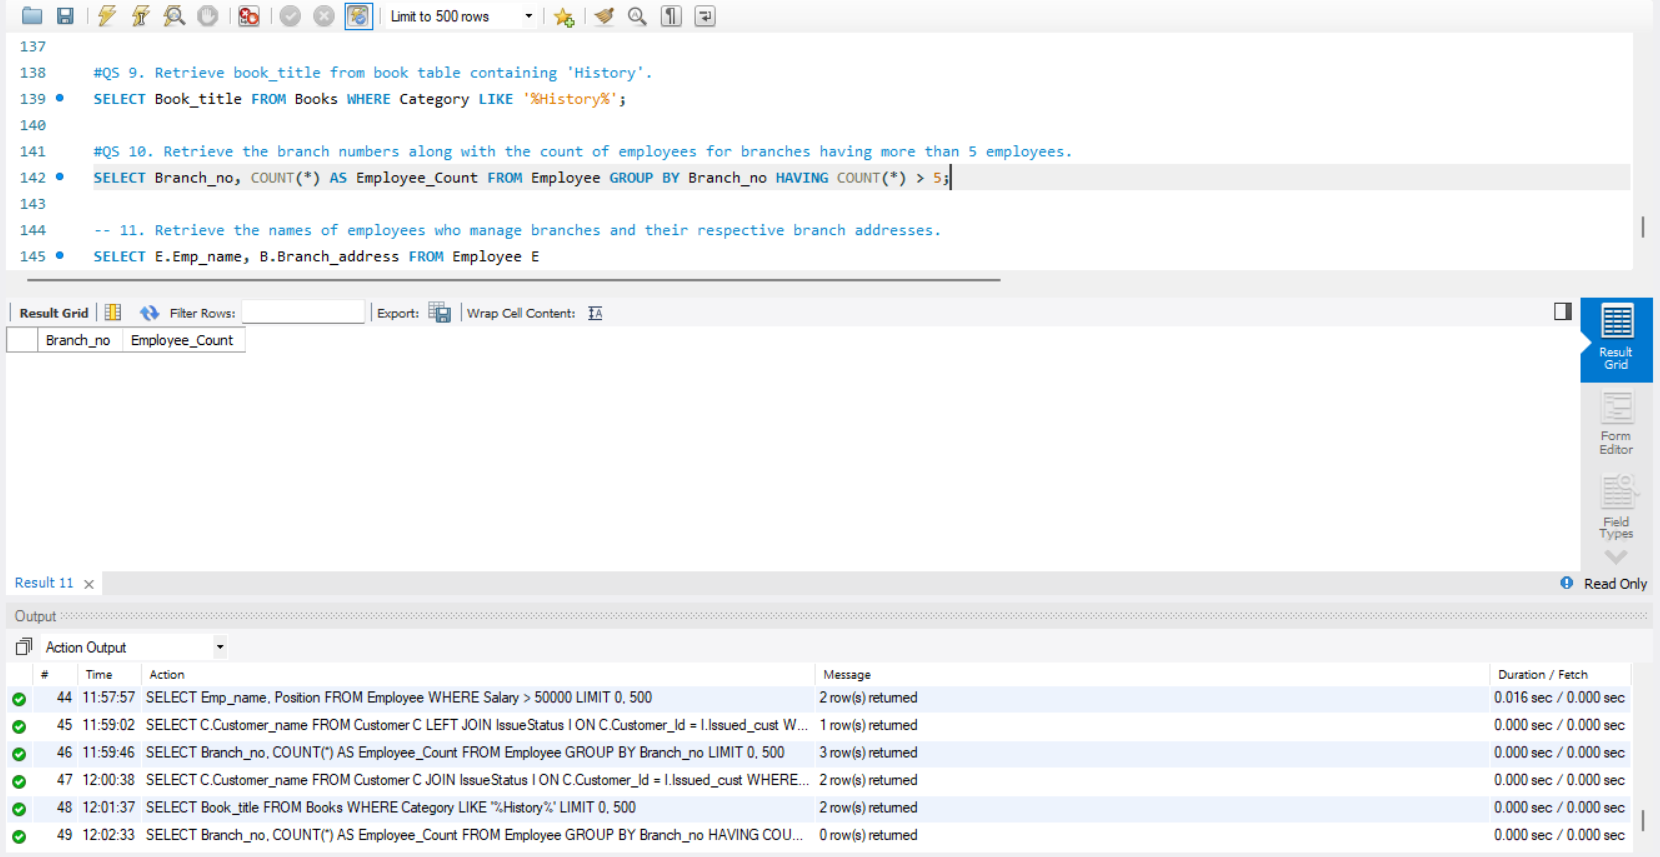 Limit to 500 rows
137
138 #QS 9. Retrieve book_title from book table containing 'History'.
139 SELECT Book_title FROM Books WHERE Category LIKE '%History%';
140
141 #QS 10. Retrieve the branch numbers along with the count of employees for branches having more than 5 employees.
142 SELECT Branch_no, COUNT(*) AS Employee_Count FROM Employee GROUP BY Branch_no HAVING COUNT(*) > 5;
143
144 -- 11. Retrieve the names of employees who manage branches and their respective branch addresses.
145 SELECT E.Emp_name, B.Branch_address FROM Employee E
Result Grid Filter Rows: Export: Wrap Cell Content:
Branch_no Employee_Count
Result
Grid
Form
Editor
Field
Types
Result 11 Read Only
Output
Action Output
# Time Action Message Duration / Fetch
44 11:57:57 SELECT Emp_name, Position FROM Employee WHERE Salary > 50000 LIMIT 0, 500 2 row(s) returned 0.016 sec / 0.000 sec
45 11:59:02 SELECT C.Customer_name FROM Customer C LEFT JOIN IssueStatus I ON C.Customer_Id = I.Issued_cust W... 1 row(s) returned 0.000 sec / 0.000 sec
46 11:59:46 SELECT Branch_no, COUNT(*) AS Employee_Count FROM Employee GROUP BY Branch_no LIMIT 0, 500 3 row(s) returned 0.000 sec / 0.000 sec
47 12:00:38 SELECT C.Customer_name FROM Customer C JOIN IssueStatus I ON C.Customer_Id = I.Issued_cust WHERE... 2 row(s) returned 0.000 sec / 0.000 sec
48 12:01:37 SELECT Book_title FROM Books WHERE Category LIKE '%History%' LIMIT 0, 500 2 row(s) returned 0.000 sec / 0.000 sec
49 12:02:33 SELECT Branch_no, COUNT(*) AS Employee_Count FROM Employee GROUP BY Branch_no HAVING COU... 0 row(s) returned 0.000 sec / 0.000 sec